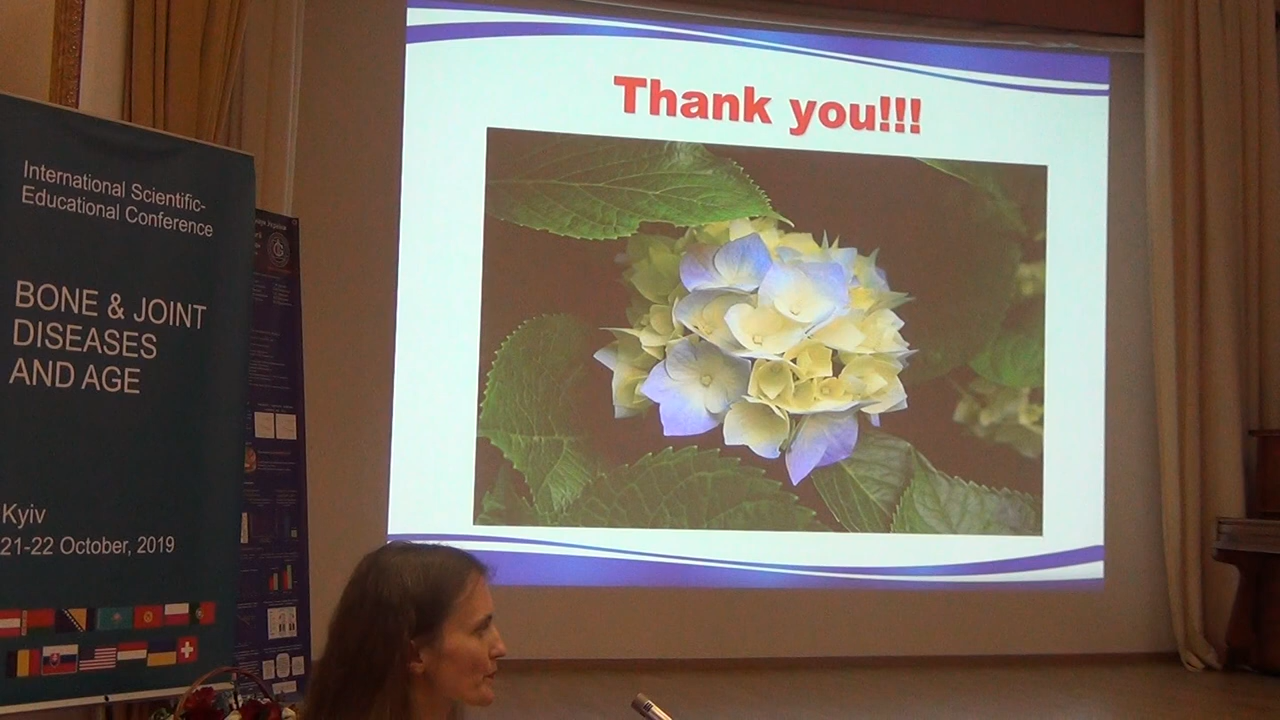 International Scientific-
Educational Conference
BONE & JOINT
DISEASES
AND AGE
Kyiv
21-22 October, 2019
Thank you!!!